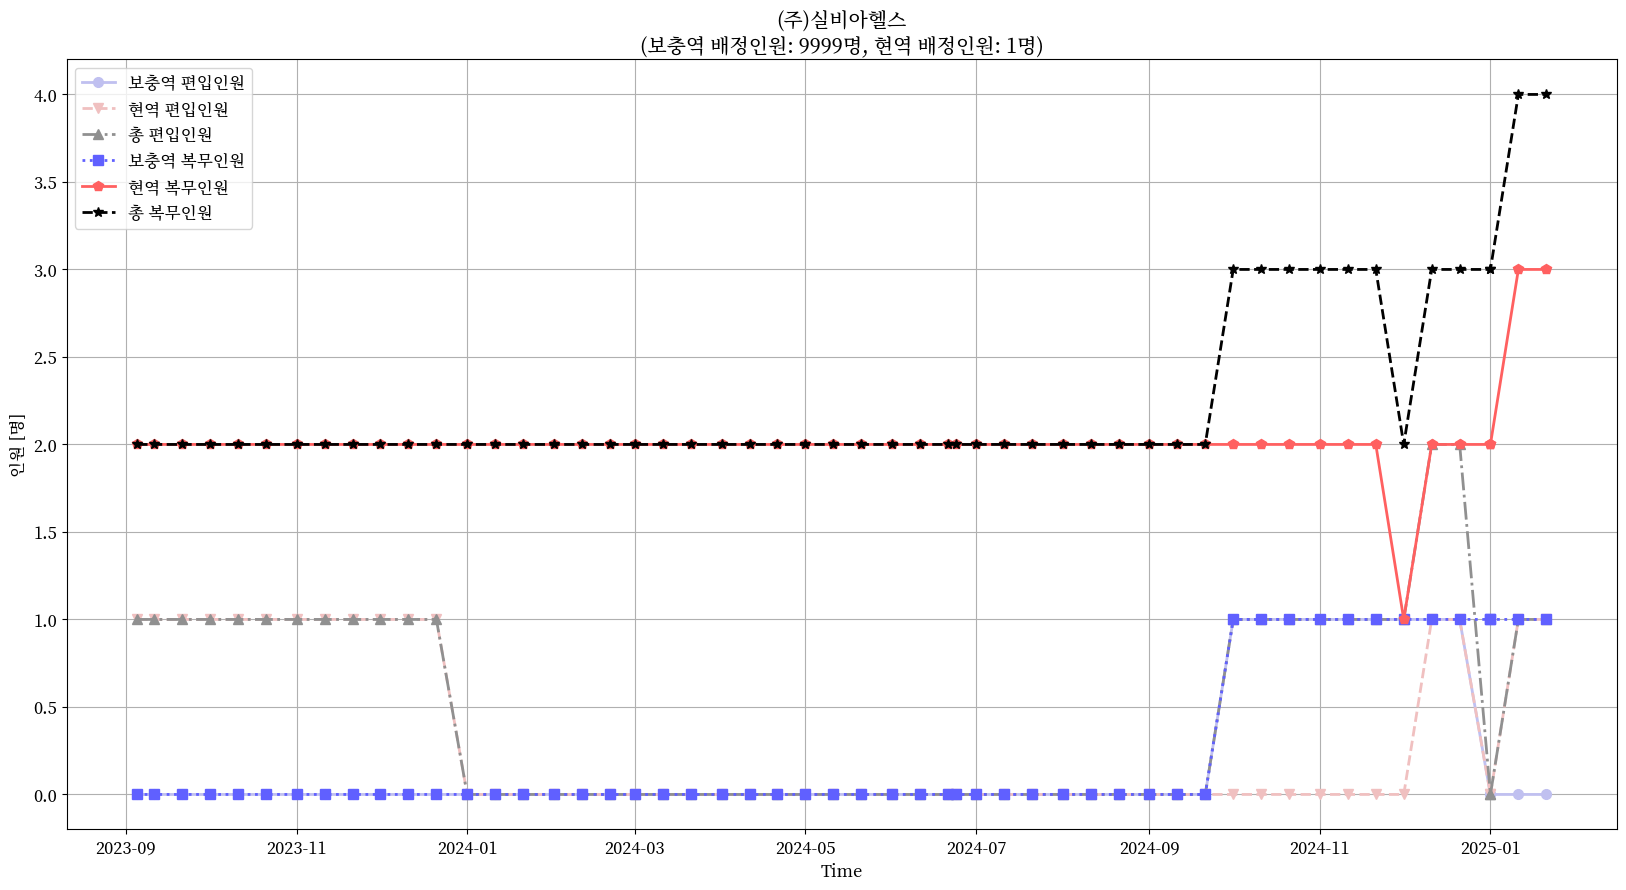 (주)실비아헬스
(보충역 배정인원: 9999명, 현역 배정인원: 1명)
보충역 편입인원
현역 편입인원
총 편입인원
보충역 복무인원
현역 복무인원
총 복무인원
4.0
3.5
3.0
2.5
2.0
1.5
1.0
0.5
0.0
인원 [명]
2023-09 2023-11 2024-01 2024-03 2024-05 2024-07 2024-09 2024-11 2025-01
Time